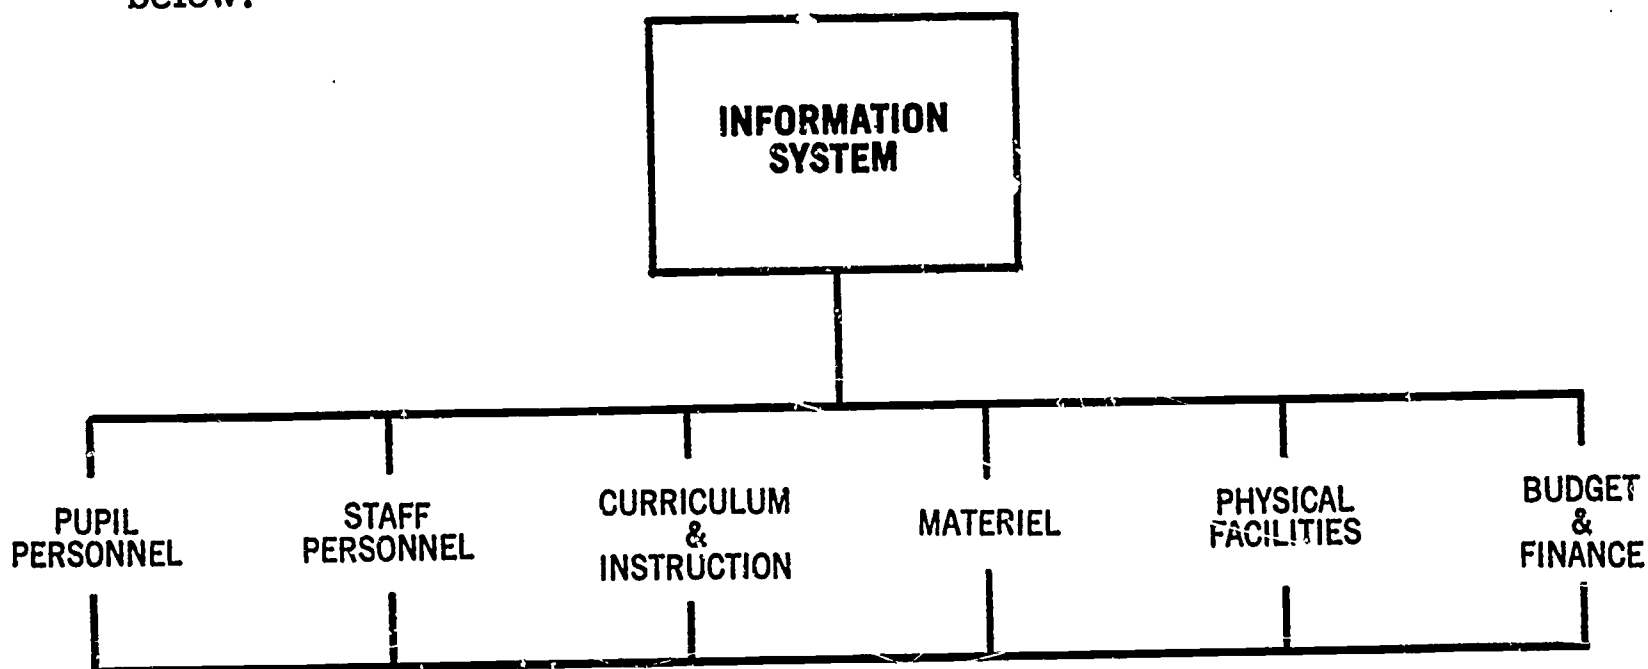 below.
INFORMATION
SYSTEM
PUPIL
PERSONNEL
STAFF
PERSONNEL
CURRICULUM
&
INSTRUCTION
MATERIEL
PHYSICAL
FACILITIES
BUDGET
&
FINANCE